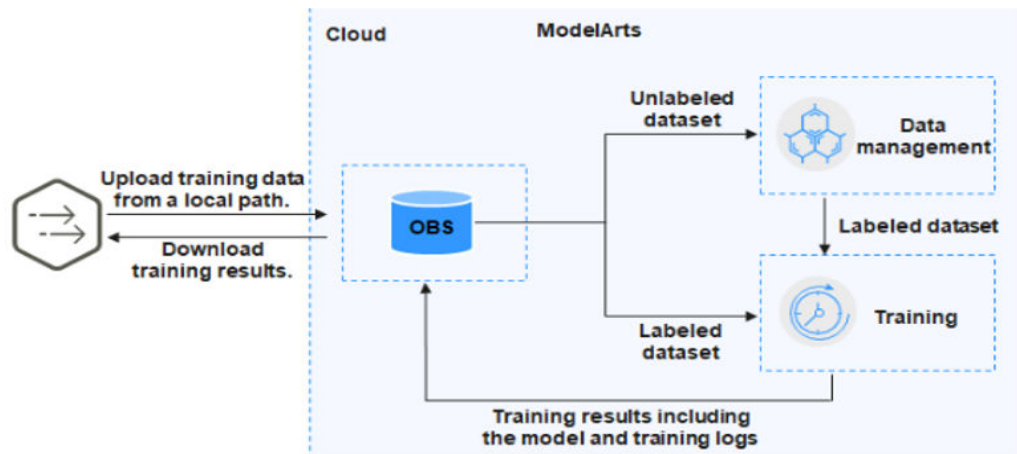 Cloud
ModelArts
Unlabeled
dataset
Data
management
Upload training data
from a local path.
OBS
Download
training results.
Labeled dataset
Labeled
dataset
Training
Training results including
the model and training logs